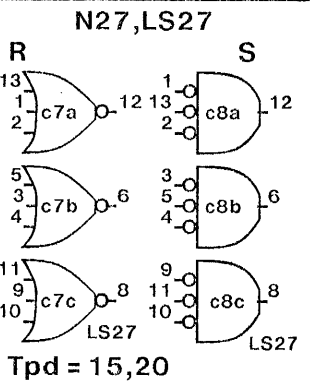 N27,LS27
R S
13 1
1 c7a 12 13 c8a 12
2 2
5 3
3 c7b 6 5 c8b 6
4 4
11 9
9 c7c 8 11 c8c 8
10 10
LS27 LS27
Tpd = 15,20